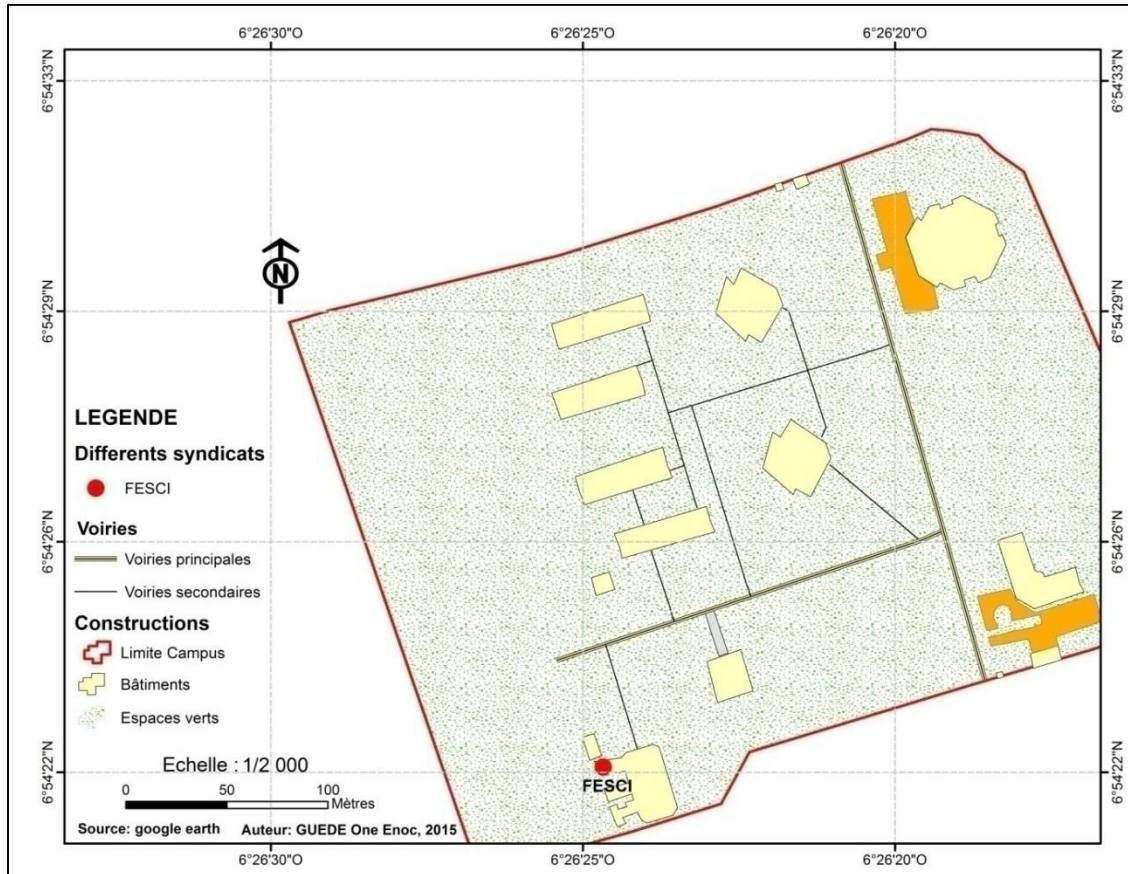 6°26'30"O 6°26'25"O 6°26'20"O
6°54'33"N 6°54'33"N
6°54'29"N 6°54'29"N
6°54'26"N 6°54'26"N
6°54'22"N 6°54'22"N
N
LEGENDE
Differents syndicats
FESCI
Voiries
Voiries principales
Voiries secondaires
Constructions
Limite Campus
Bâtiments
Espaces verts
Echelle : 1/2 000
0 50 100
Mètres
Source: google earth Auteur: GUEDE One Enoc, 2015
FESCI
6°26'30"O 6°26'25"O 6°26'20"O